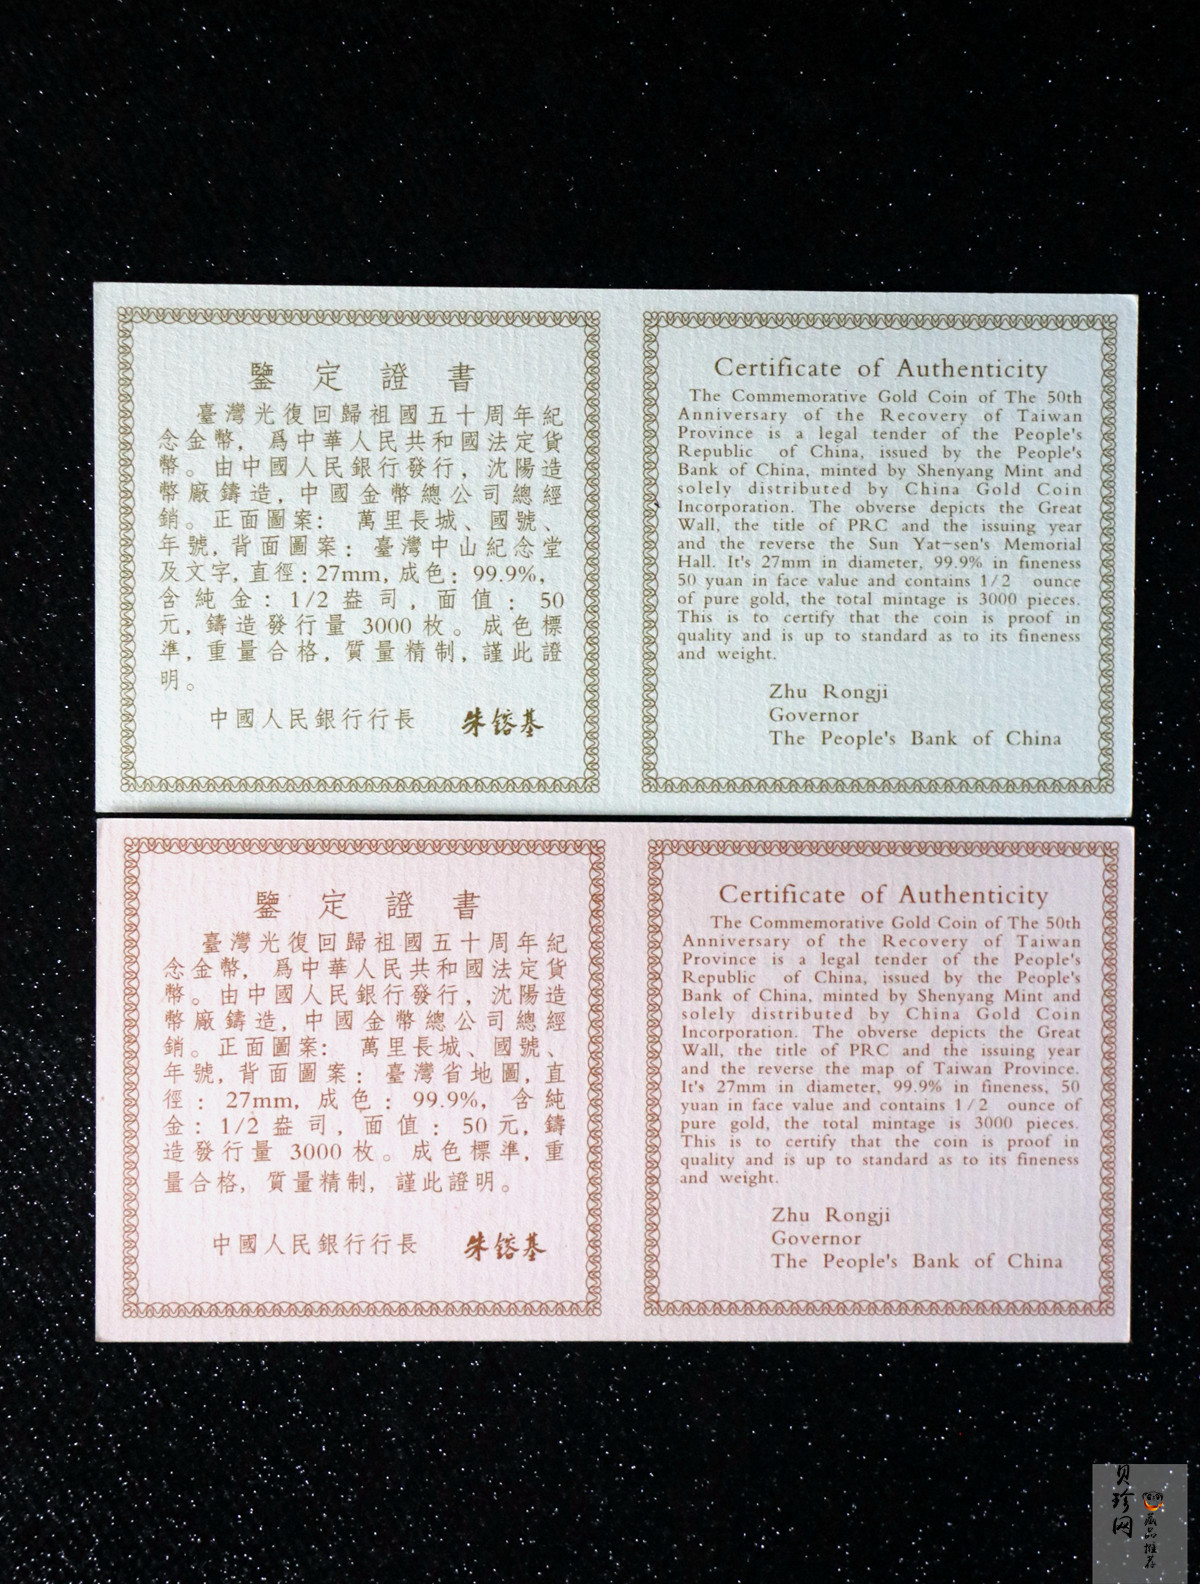 鑒定證書
臺灣光復回歸祖國五十周年紀
念金幣，爲中華人民共和國法定貨
幣。由中國人民銀行發行，沈陽造
幣廠鑄造，中國金幣總公司總經
銷。正面圖案：萬里長城、國號、
年號，背面圖案：臺灣中山紀念堂
及文字，直徑：27mm，成色：99.9%，
含純金：1/2盎司，面值：50
元，鑄造發行量 3000 枚。成色標
準，重量合格，質量精制，謹此證
明。
中國人民銀行行長 朱镕基
Certificate of Authenticity
The Commemorative Gold Coin of The 50th
Anniversary of the Recovery of Taiwan
Province is a legal tender of the People's
Republic of China, issued by the People's
Bank of China, minted by Shenyang Mint and
solely distributed by China Gold Coin
Incorporation. The obverse depicts the Great
Wall, the title of PRC and the issuing year
and the reverse the Sun Yat-sen's Memorial
Hall. It's 27mm in diameter, 99.9% in fineness
50 yuan in face value and contains 1/2 ounce
of pure gold, the total mintage is 3000 pieces.
This is to certify that the coin is proof in
quality and is up to standard as to its fineness
and weight.
Zhu Rongji
Governor
The People's Bank of China
鑒定證書
臺灣光復回歸祖國五十周年紀
念金幣，爲中華人民共和國法定貨
幣。由中國人民銀行發行，沈陽造
幣廠鑄造，中國金幣總公司總經
銷。正面圖案：萬里長城、國號、
年號，背面圖案：臺灣省地圖，直
徑：27mm，成色：99.9%，含純
金：1/2盎司，面值：50元，鑄
造發行量 3000 枚。成色標準，重
量合格，質量精制，謹此證明。
中國人民銀行行長 朱镕基
Certificate of Authenticity
The Commemorative Gold Coin of The 50th
Anniversary of the Recovery of Taiwan
Province is a legal tender of the People's
Republic of China, issued by the People's
Bank of China, minted by Shenyang Mint and
solely distributed by China Gold Coin
Incorporation. The obverse depicts the Great
Wall, the title of PRC and the issuing year
and the reverse the map of Taiwan Province.
It's 27mm in diameter, 99.9% in fineness, 50
yuan in face value and contains 1/2 ounce of
pure gold, the total mintage is 3000 pieces.
This is to certify that the coin is proof in
quality and is up to standard as to its fineness
and weight.
Zhu Rongji
Governor
The People's Bank of China
贝珍网
藏品推荐